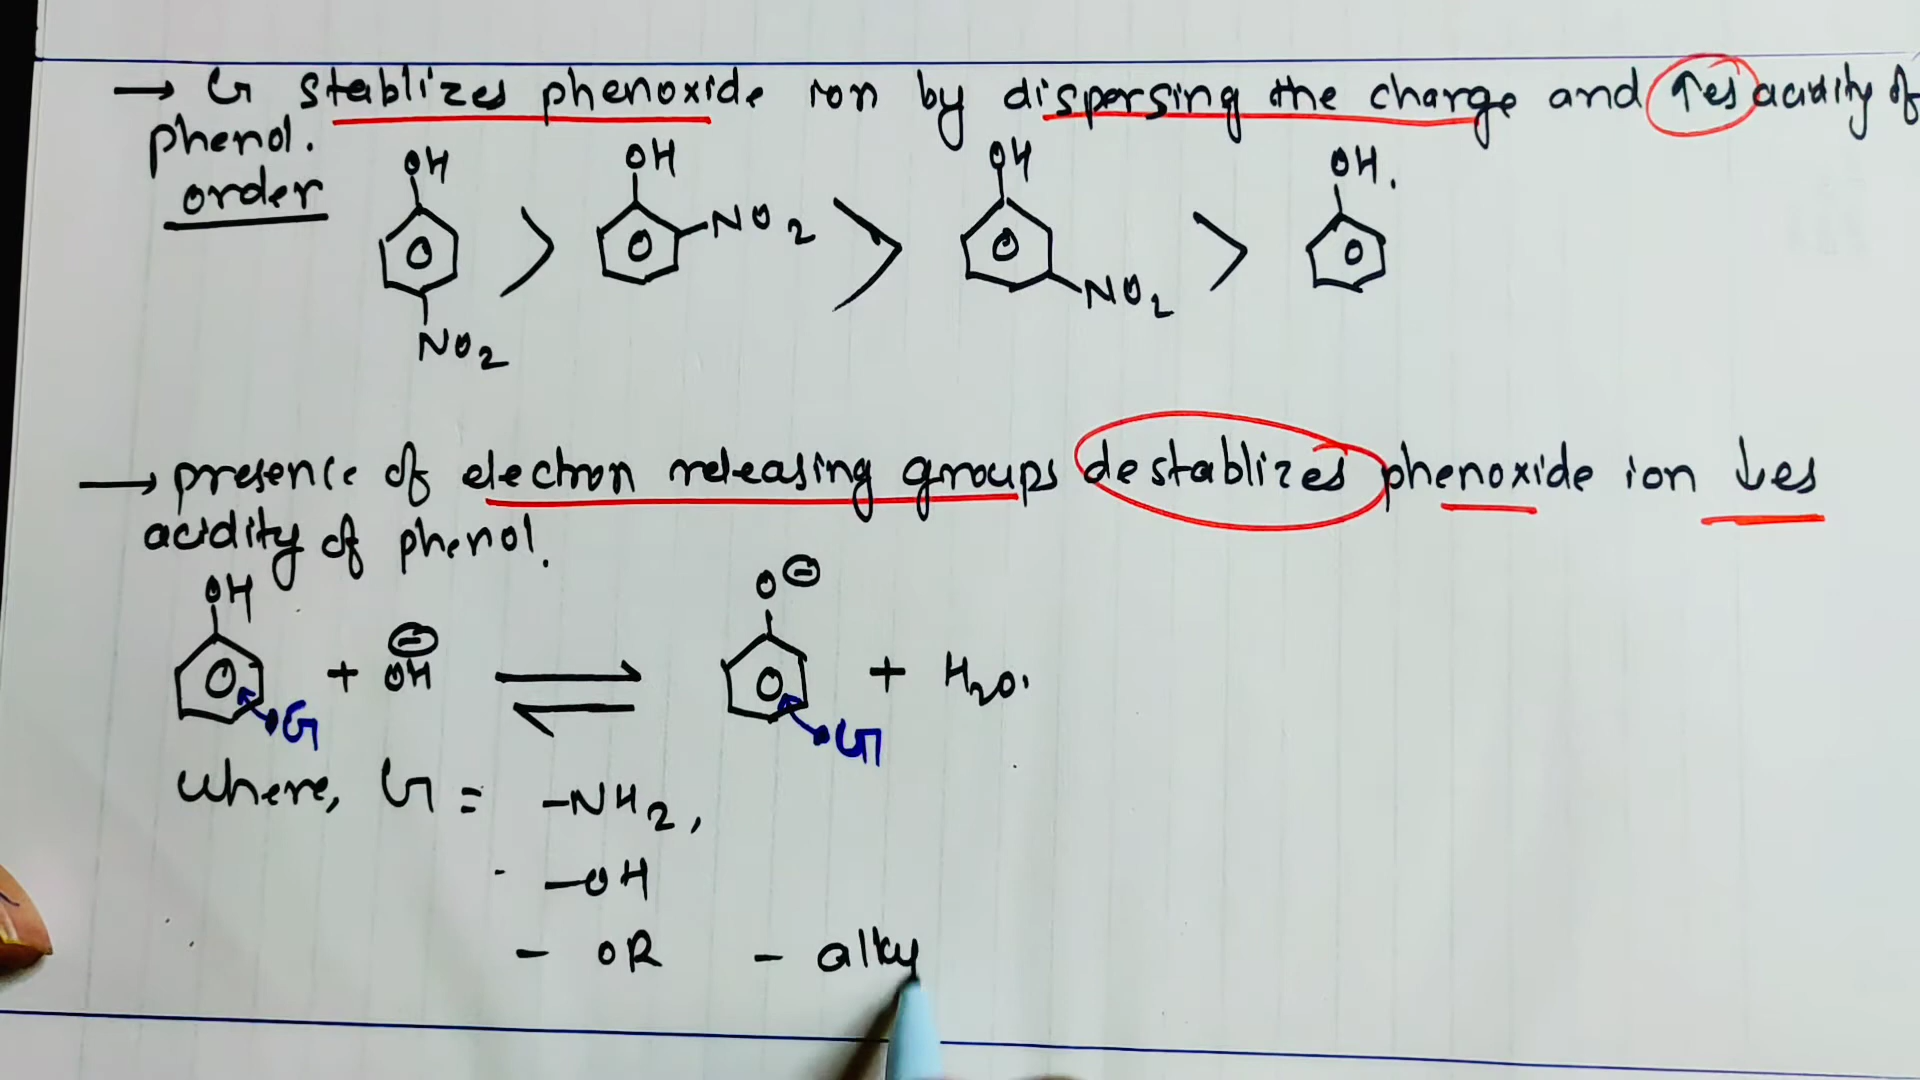 → G stablizes phenoxide ion by dispersing the charge and ↑es acidity of
phenol.
order
OH OH OH OH.
> NO2 > > NO2
NO2
→ presence of electron releasing groups destablizes phenoxide ion ↓es
acidity of phenol.
OH + OH⊖ ⇌ O⊖ + H2O.
G G
where, G = -NH2,
- -OH
- OR - alky